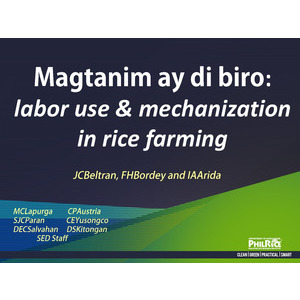 Magtanim ay di biro:
labor use & mechanization
in rice farming
JCBeltran, FHBordey and IAArida
MCLapurga CPAustria
SJCParan CEYusongco
DECSalvahan DSKitongan
SED Staff
PHILRICE
CLEAN | GREEN | PRACTICAL | SMART